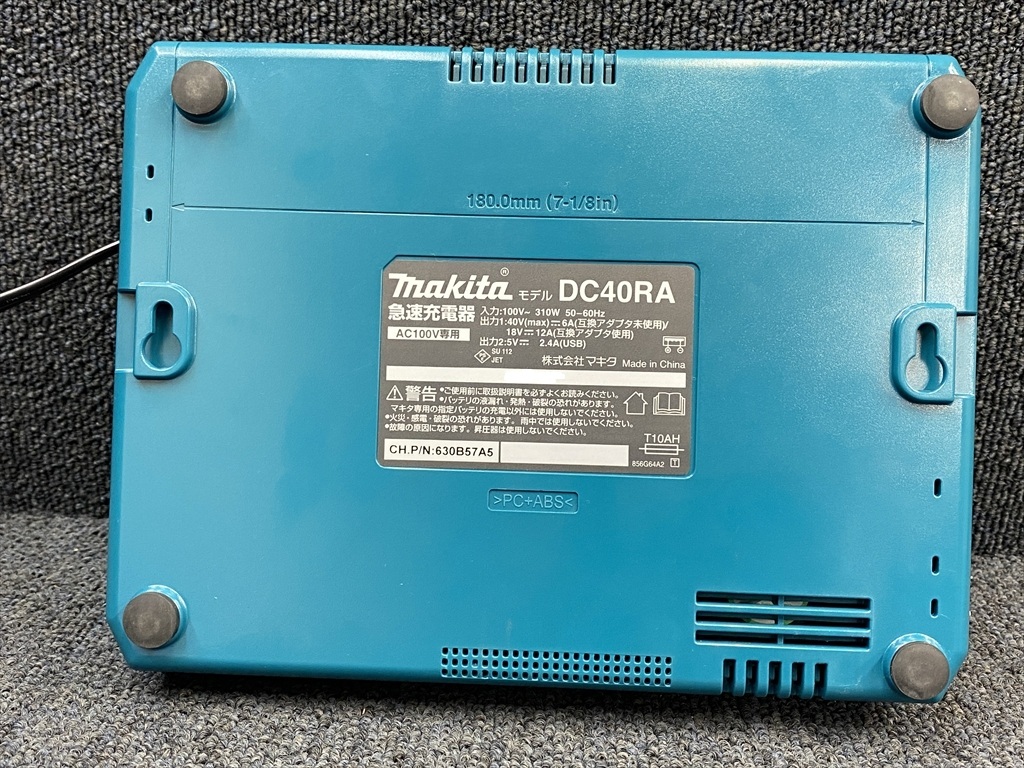 180.0mm (7-1/8in)
makita® モデル DC40RA
急速充電器
AC100V専用
入力:100V~ 310W 50-60Hz
出力1:40V(max)⎓6A(互換アダプタ未使用)/
18V⎓12A(互換アダプタ使用)
出力2:5V⎓ 2.4A(USB)
SU 112
JET
株式会社マキタ Made in China
⚠警告
•ご使用前に取扱説明書を必ずよくお読みください。
•バッテリの液漏れ・発熱・破裂の恐れがあります。
マキタ専用の指定バッテリの充電以外には使用しないでください。
•火災・感電・破裂の恐れがあります。雨中では使用しないでください。
•故障の原因になります。昇圧器は使用しないでください。
CH.P/N:630B57A5
T10AH
856G64A2 T
>PC+ABS<